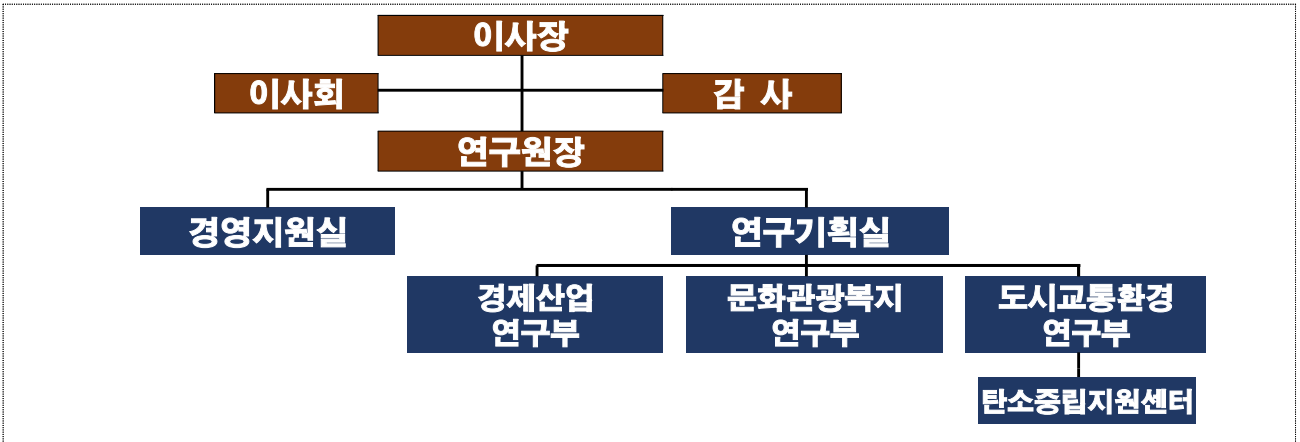 이사장
이사회
감 사
연구원장
경영지원실
연구기획실
경제산업
연구부
문화관광복지
연구부
도시교통환경
연구부
탄소중립지원센터